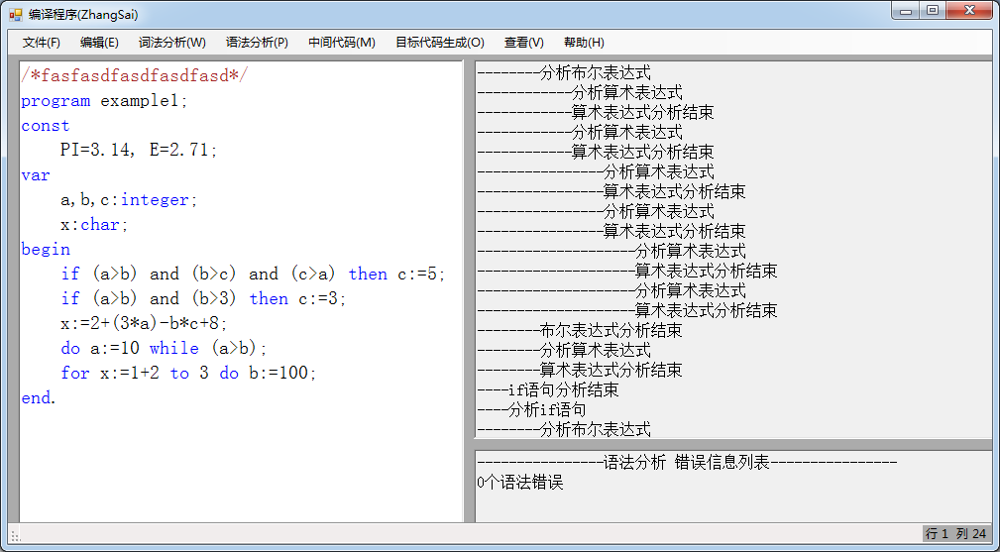 编译程序(ZhangSai)
文件(F) 编辑(E) 词法分析(W) 语法分析(P) 中间代码(M) 目标代码生成(O) 查看(V) 帮助(H)
/*fasfasdfasdfasdfasd*/
program example1;
const
    PI=3.14, E=2.71;
var
    a,b,c:integer;
    x:char;
begin
    if (a>b) and (b>c) and (c>a) then c:=5;
    if (a>b) and (b>3) then c:=3;
    x:=2+(3*a)-b*c+8;
    do a:=10 while (a>b);
    for x:=1+2 to 3 do b:=100;
end.
--------分析布尔表达式
------------分析算术表达式
------------算术表达式分析结束
------------分析算术表达式
------------算术表达式分析结束
----------------分析算术表达式
----------------算术表达式分析结束
----------------分析算术表达式
----------------算术表达式分析结束
--------------------分析算术表达式
--------------------算术表达式分析结束
--------------------分析算术表达式
--------------------算术表达式分析结束
--------布尔表达式分析结束
--------分析算术表达式
--------算术表达式分析结束
----if语句分析结束
----分析if语句
--------分析布尔表达式
----------------语法分析 错误信息列表----------------
0个语法错误
行 1 列 24